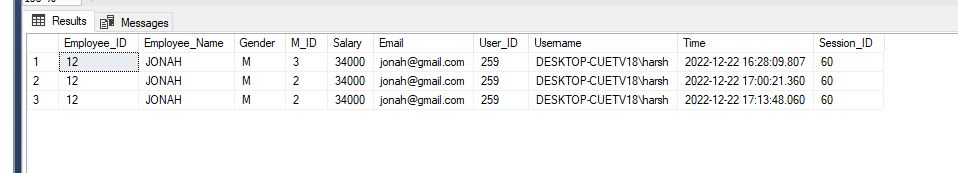 Results Messages
Employee_ID Employee_Name Gender M_ID Salary Email User_ID Username Time Session_ID
1 12 JONAH M 3 34000 jonah@gmail.com 259 DESKTOP-CUETV18\harsh 2022-12-22 16:28:09.807 60
2 12 JONAH M 2 34000 jonah@gmail.com 259 DESKTOP-CUETV18\harsh 2022-12-22 17:00:21.360 60
3 12 JONAH M 2 34000 jonah@gmail.com 259 DESKTOP-CUETV18\harsh 2022-12-22 17:13:48.060 60